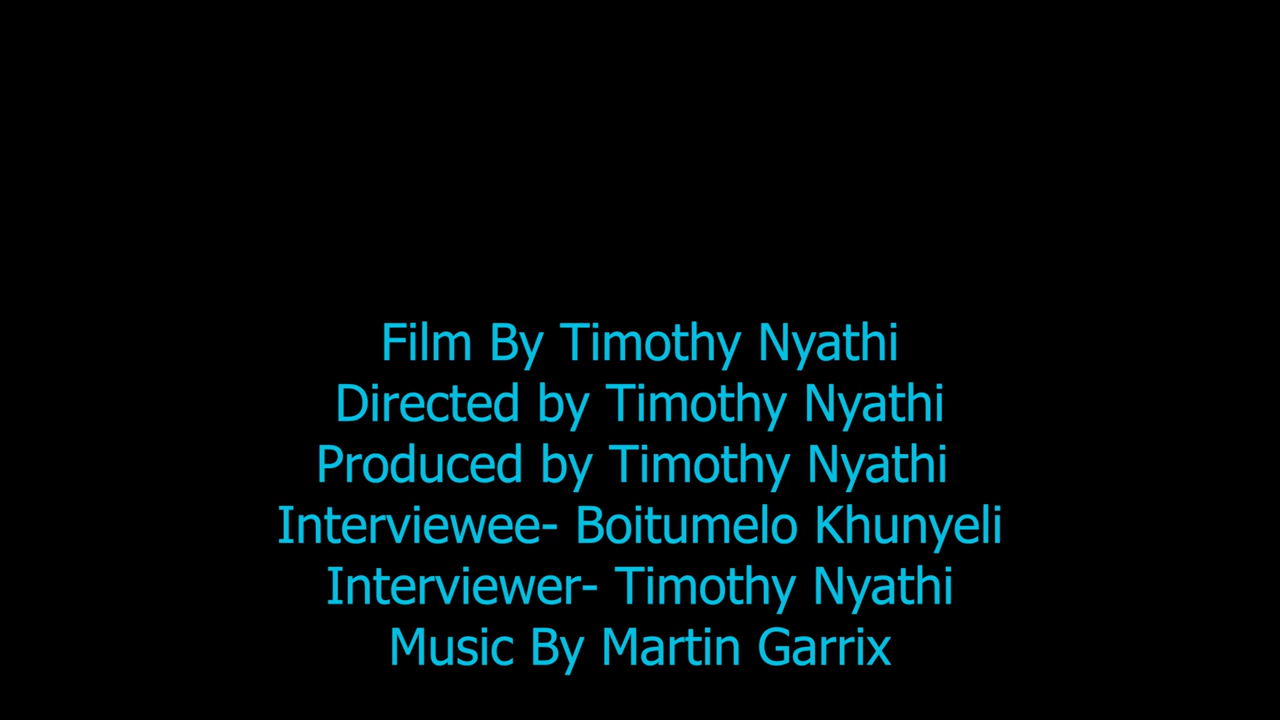 Film By Timothy Nyathi
Directed by Timothy Nyathi
Produced by Timothy Nyathi
Interviewee- Boitumelo Khunyeli
Interviewer- Timothy Nyathi
Music By Martin Garrix